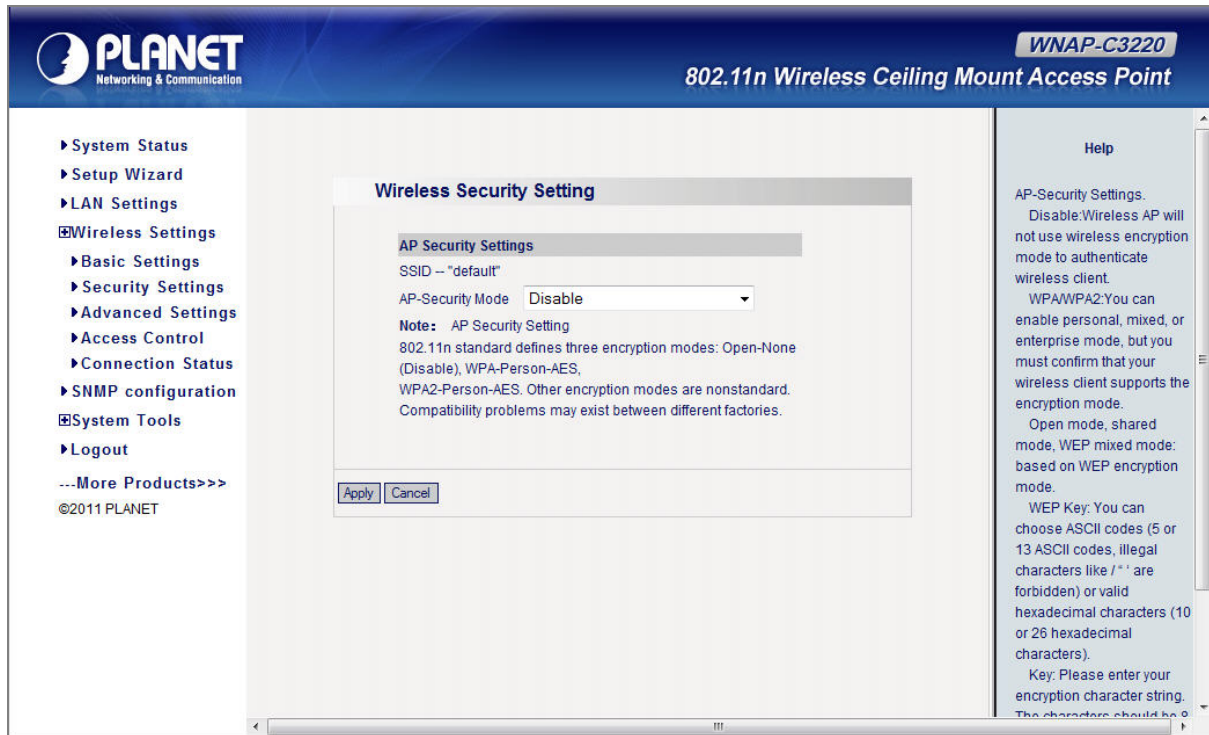 PLANET
Networking & Communication
WNAP-C3220
802.11n Wireless Ceiling Mount Access Point
System Status
Setup Wizard
LAN Settings
Wireless Settings
Basic Settings
Security Settings
Advanced Settings
Access Control
Connection Status
SNMP configuration
System Tools
Logout
---More Products>>>
©2011 PLANET
Wireless Security Setting
AP Security Settings
SSID -- "default"
AP-Security Mode Disable
Note: AP Security Setting
802.11n standard defines three encryption modes: Open-None
(Disable), WPA-Person-AES,
WPA2-Person-AES. Other encryption modes are nonstandard.
Compatibility problems may exist between different factories.
Apply Cancel
Help
AP-Security Settings.
Disable:Wireless AP will
not use wireless encryption
mode to authenticate
wireless client.
WPA/WPA2:You can
enable personal, mixed, or
enterprise mode, but you
must confirm that your
wireless client supports the
encryption mode.
Open mode, shared
mode, WEP mixed mode:
based on WEP encryption
mode.
WEP Key: You can
choose ASCII codes (5 or
13 ASCII codes, illegal
characters like / “ ‘ are
forbidden) or valid
hexadecimal characters (10
or 26 hexadecimal
characters).
Key: Please enter your
encryption character string.
The characters should be 8